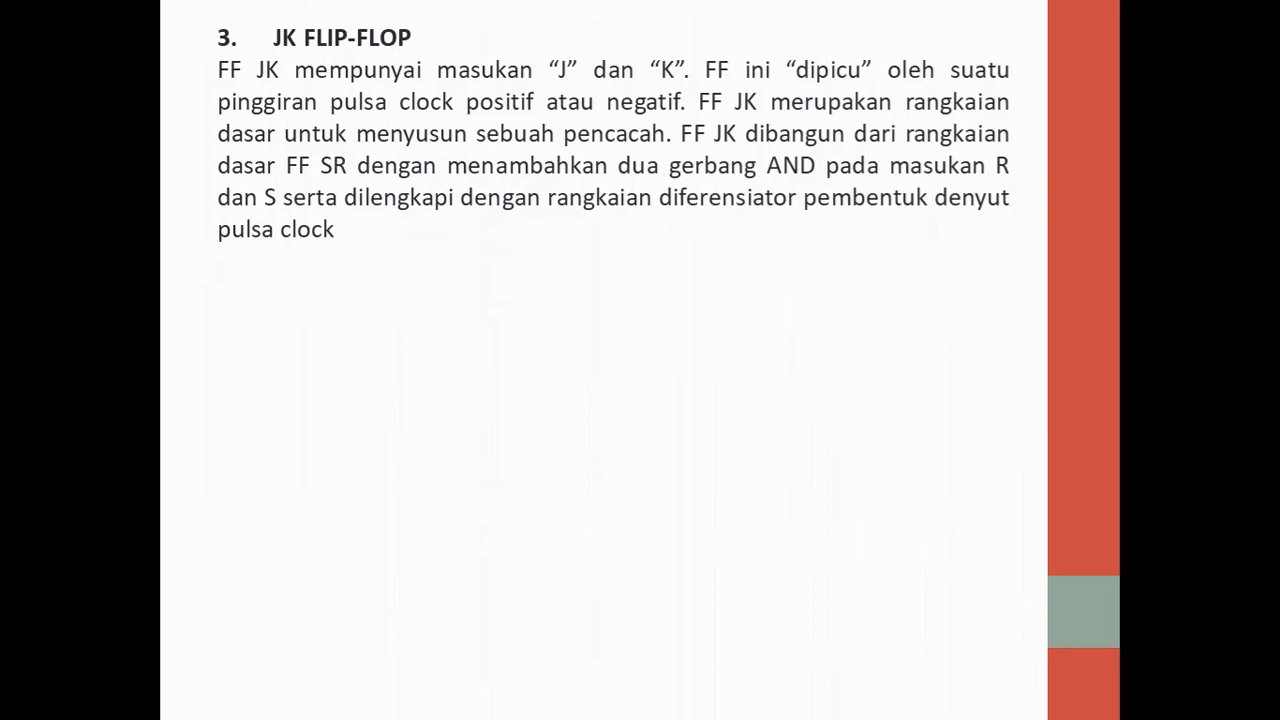 3. JK FLIP-FLOP
FF JK mempunyai masukan “J” dan “K”. FF ini “dipicu” oleh suatu
pinggiran pulsa clock positif atau negatif. FF JK merupakan rangkaian
dasar untuk menyusun sebuah pencacah. FF JK dibangun dari rangkaian
dasar FF SR dengan menambahkan dua gerbang AND pada masukan R
dan S serta dilengkapi dengan rangkaian diferensiator pembentuk denyut
pulsa clock